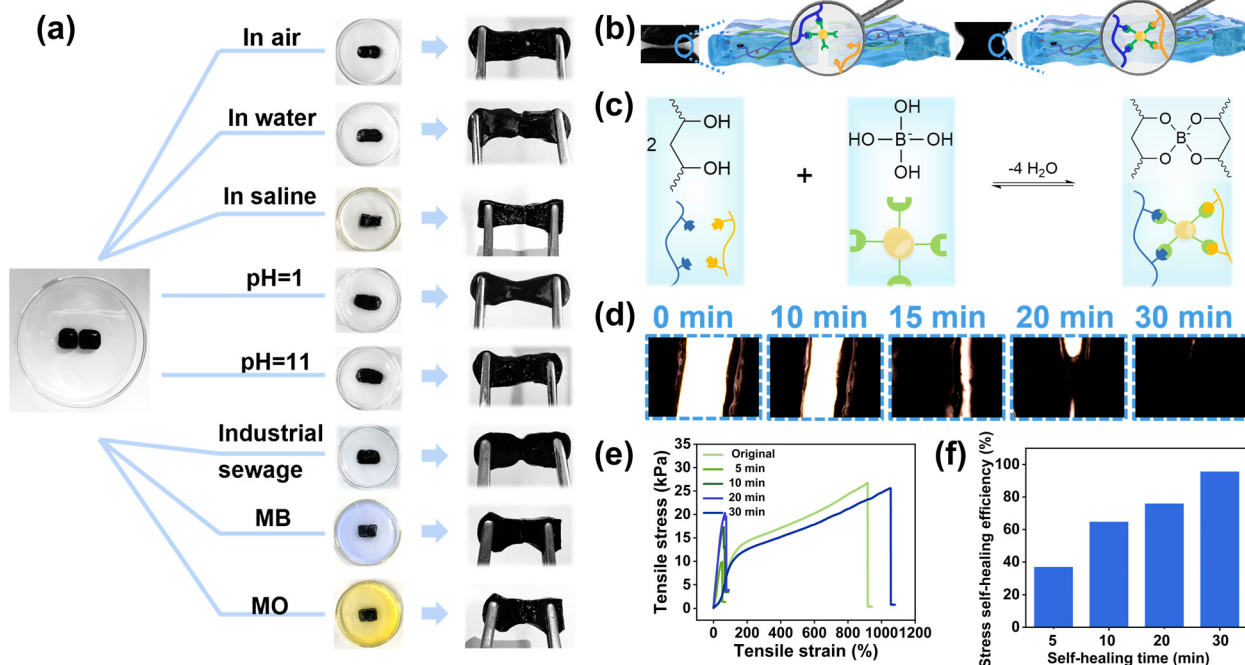 (a)
In air
In water
In saline
pH=1
pH=11
Industrial
sewage
MB
MO
(b)
(c)
2
OH
OH
+
OH
HO
B-
OH
OH
-4 H2O
O
O
B-
O
O
(d)
0 min
10 min
15 min
20 min
30 min
(e)
Tensile stress (kPa)
35
30
25
20
15
10
5
0
Original
5 min
10 min
20 min
30 min
0
200
400
600
800
1000
1200
Tensile strain (%)
(f)
Stress self-healing efficiency (%)
100
80
60
40
20
0
5
10
20
30
Self-healing time (min)